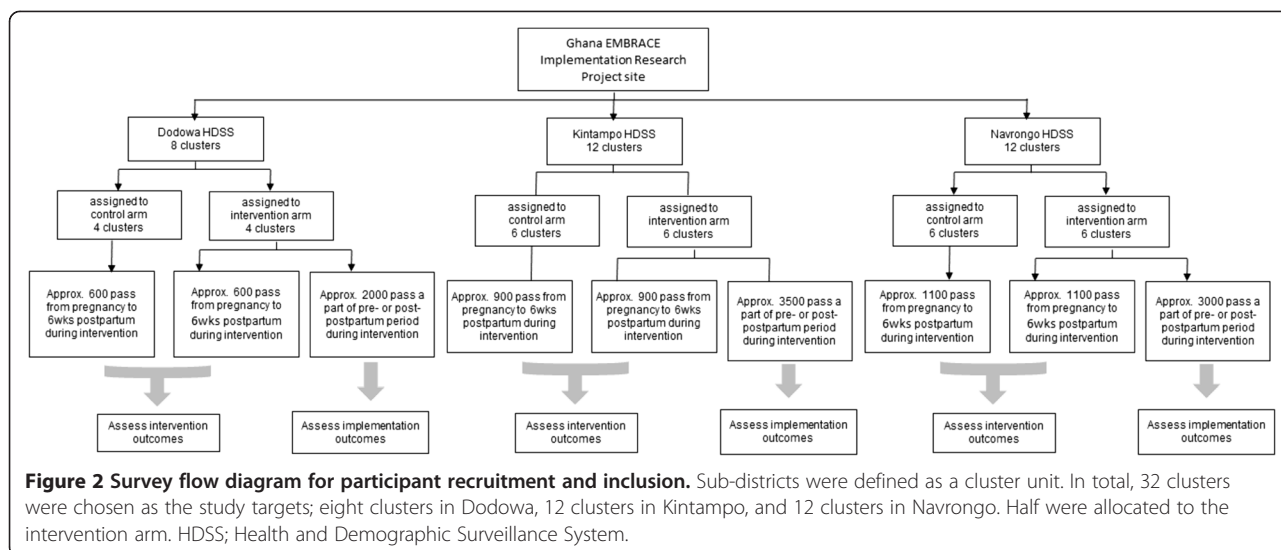 Ghana EMBRACE
Implementation Research
Project site
Dodowa HDSS
8 clusters
Kintampo HDSS
12 clusters
Navrongo HDSS
12 clusters
assigned to
control arm
4 clusters
assigned to
intervention arm
4 clusters
assigned to
control arm
6 clusters
assigned to
intervention arm
6 clusters
assigned to
control arm
6 clusters
assigned to
intervention arm
6 clusters
Approx. 600 pass
from pregnancy to
6wks postpartum
during intervention
Approx. 600 pass
from pregnancy to
6wks postpartum
during intervention
Approx. 2000 pass a
part of pre- or post-
postpartum period
during intervention
Approx. 900 pass from
pregnancy to 6wks
postpartum during
intervention
Approx. 900 pass from
pregnancy to 6wks
postpartum during
intervention
Approx. 3500 pass a
part of pre- or post-
postpartum period
during intervention
Approx. 1100 pass
from pregnancy to
6wks postpartum
during intervention
Approx. 1100 pass
from pregnancy to
6wks postpartum
during intervention
Approx. 3000 pass a
part of pre- or post-
postpartum period
during intervention
Assess intervention
outcomes
Assess implementation
outcomes
Assess intervention
outcomes
Assess implementation
outcomes
Assess intervention
outcomes
Assess implementation
outcomes
Figure 2 Survey flow diagram for participant recruitment and inclusion. Sub-districts were defined as a cluster unit. In total, 32 clusters
were chosen as the study targets; eight clusters in Dodowa, 12 clusters in Kintampo, and 12 clusters in Navrongo. Half were allocated to the
intervention arm. HDSS; Health and Demographic Surveillance System.